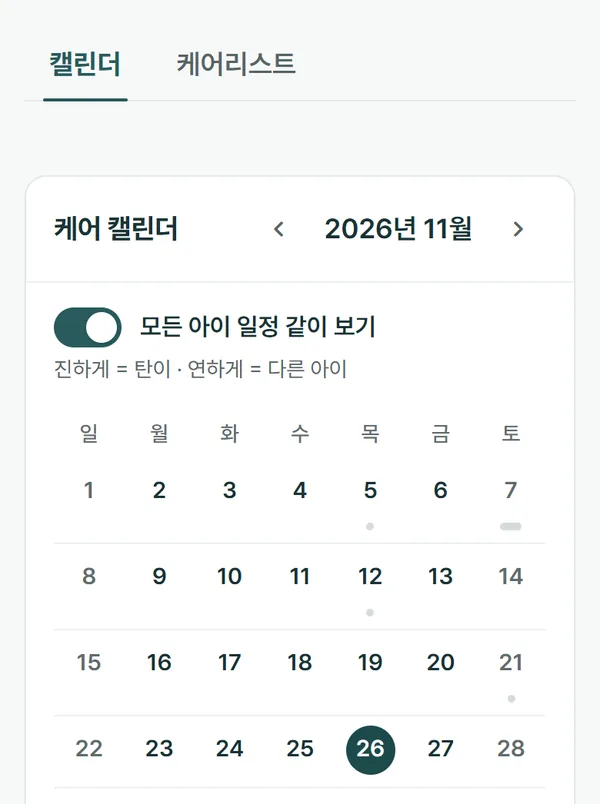 캘린더 케어리스트
케어 캘린더 < 2026년 11월 >
모든 아이 일정 같이 보기
진하게 = 탄이 · 연하게 = 다른 아이
일 월 화 수 목 금 토
1 2 3 4 5 6 7
8 9 10 11 12 13 14
15 16 17 18 19 20 21
22 23 24 25 26 27 28